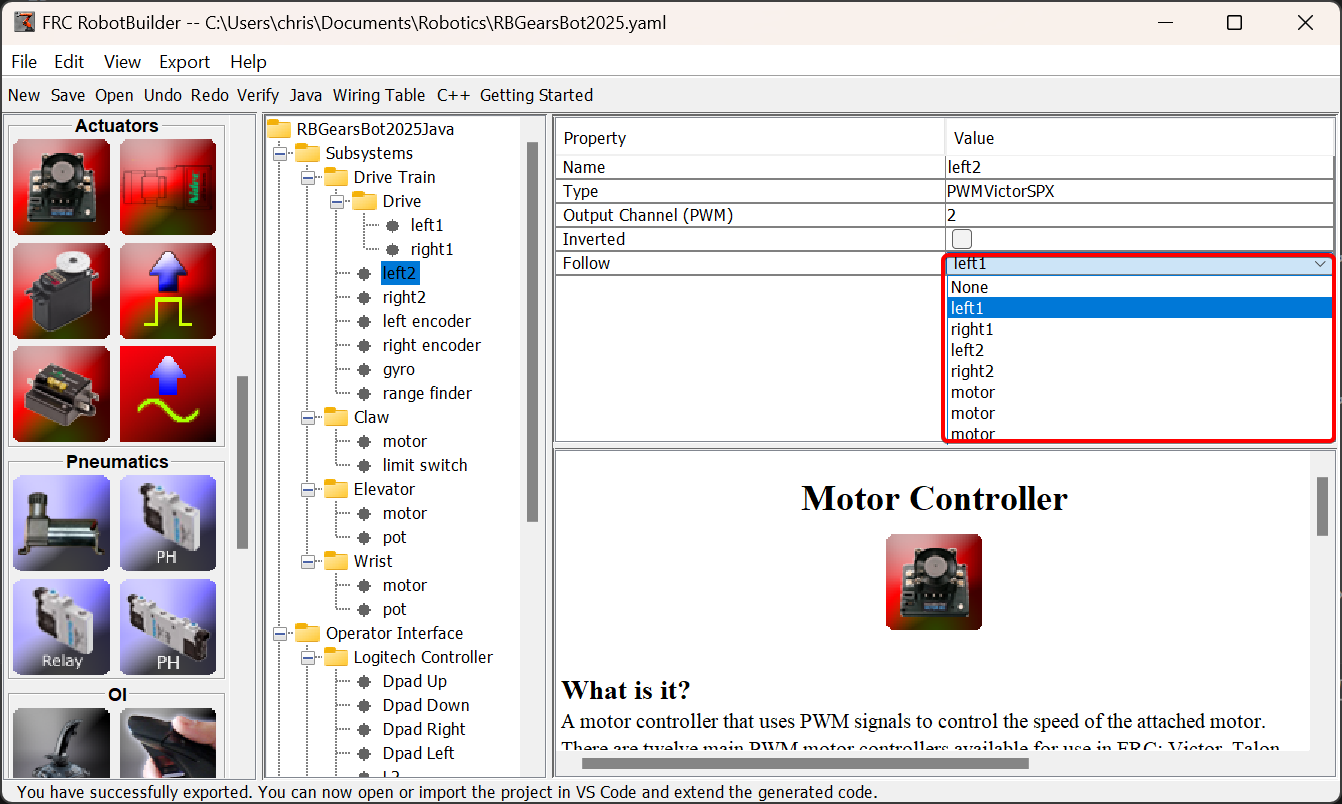 FRC RobotBuilder -- C:\Users\chris\Documents\Robotics\RBGearsBot2025.yaml
File Edit View Export Help
New Save Open Undo Redo Verify Java Wiring Table C++ Getting Started
Actuators
Pneumatics
PH
Relay
PH
OI
RBGearsBot2025Java
Subsystems
Drive Train
Drive
left1
right1
left2
right2
left encoder
right encoder
gyro
range finder
Claw
motor
limit switch
Elevator
motor
pot
Wrist
motor
pot
Operator Interface
Logitech Controller
Dpad Up
Dpad Down
Dpad Right
Dpad Left
L2
Property Value
Name left2
Type PWMVictorSPX
Output Channel (PWM) 2
Inverted
Follow left1
None
left1
right1
left2
right2
motor
motor
motor
Motor Controller
What is it?
A motor controller that uses PWM signals to control the speed of the attached motor.
There are twelve main PWM motor controllers available for use in FRC: Victor, Talon
You have successfully exported. You can now open or import the project in VS Code and extend the generated code.